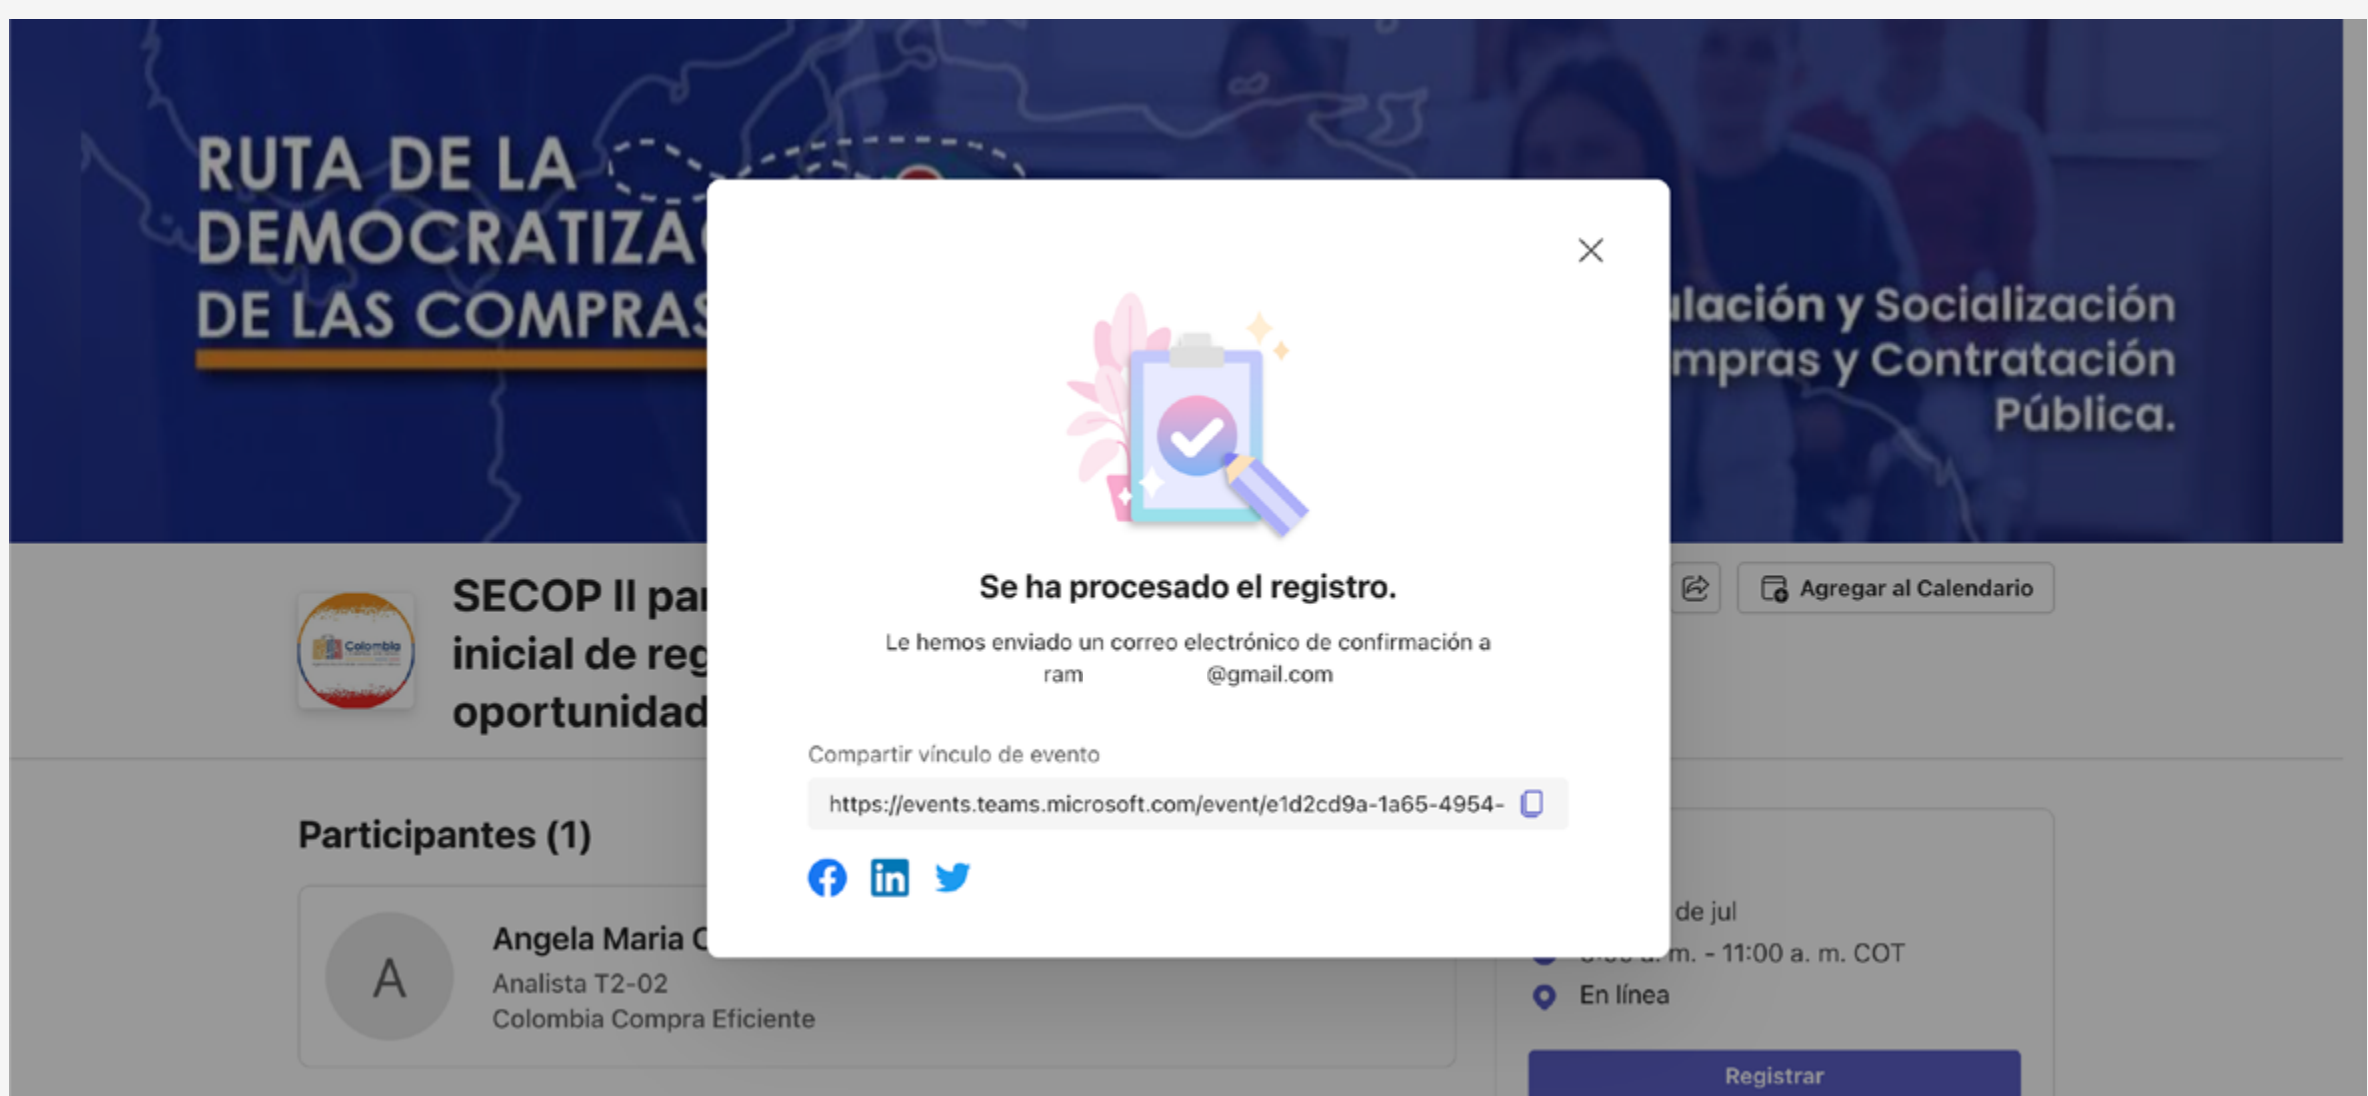 RUTA DE LA
DEMOCRATIZA
DE LAS COMPRAS
lación y Socialización
mpras y Contratación
Pública.
Se ha procesado el registro.
Le hemos enviado un correo electrónico de confirmación a
ram @gmail.com
Compartir vínculo de evento
https://events.teams.microsoft.com/event/e1d2cd9a-1a65-4954-
SECOP II par
inicial de reg
oportunidad
Colombia
Agregar al Calendario
Participantes (1)
A
Angela Maria
Analista T2-02
Colombia Compra Eficiente
de jul
m. - 11:00 a. m. COT
En línea
Registrar